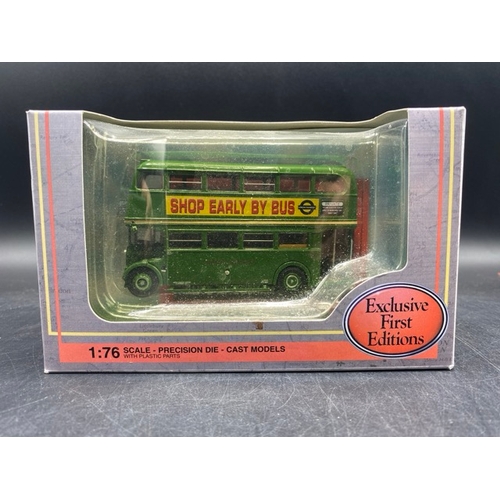 SHOP EARLY BY BUS
Exclusive
First
Editions
1:76 SCALE - PRECISION DIE - CAST MODELS
WITH PLASTIC PARTS